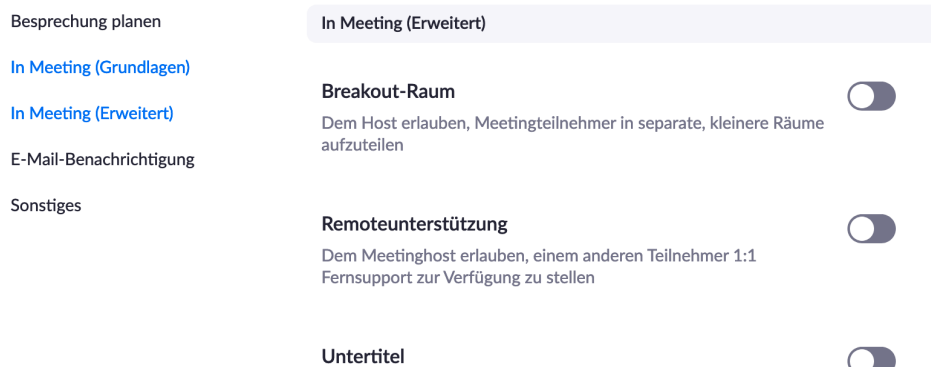 Besprechung planen
In Meeting (Grundlagen)
In Meeting (Erweitert)
E-Mail-Benachrichtigung
Sonstiges
In Meeting (Erweitert)
Breakout-Raum
Dem Host erlauben, Meetingteilnehmer in separate, kleinere Räume
aufzuteilen
Remoteunterstützung
Dem Meetinghost erlauben, einem anderen Teilnehmer 1:1
Fernsupport zur Verfügung zu stellen
Untertitel